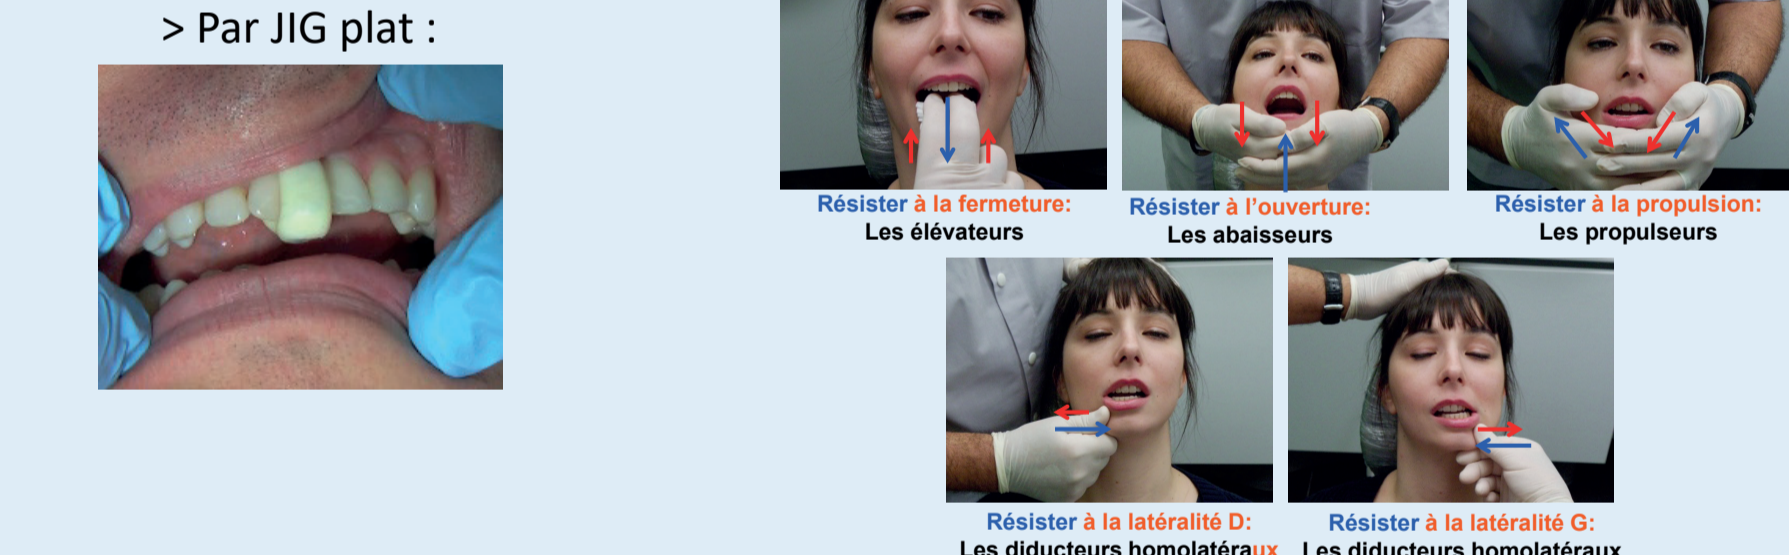 > Par JIG plat :
Résister à la fermeture:
Les élévateurs
Résister à l'ouverture:
Les abaisseurs
Résister à la propulsion:
Les propulseurs
Résister à la latéralité D:
Les diducteurs homolatéraux
Résister à la latéralité G:
Les diducteurs homolatéraux